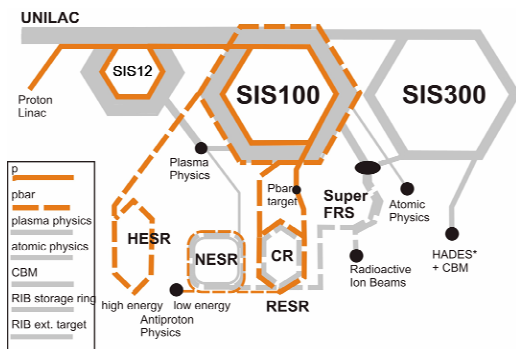 UNILAC
SIS12
SIS100
SIS300
Proton
Linac
Plasma
Physics
Pbar
target
Super
FRS
Atomic
Physics
p
pbar
plasma physics
atomic physics
CBM
RIB storage ring
RIB ext. target
HESR
NESR
CR
HADES*
+ CBM
Radioactive
Ion Beams
high energy
low energy
Antiproton
Physics
RESR